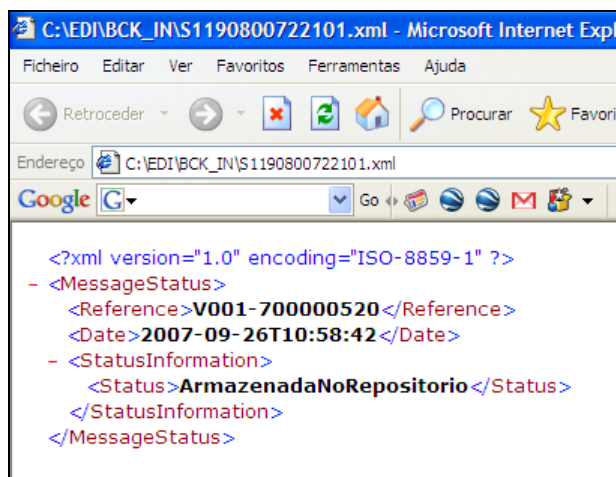 C:\EDI\BCK_IN\S1190800722101.xml - Microsoft Internet Expl
Ficheiro Editar Ver Favoritos Ferramentas Ajuda
Retroceder Procurar Favori
Endereço C:\EDI\BCK_IN\S1190800722101.xml
Google G Go
<?xml version="1.0" encoding="ISO-8859-1" ?>
- <MessageStatus>
<Reference>V001-700000520</Reference>
<Date>2007-09-26T10:58:42</Date>
- <StatusInformation>
<Status>ArmazenadaNoRepositorio</Status>
</StatusInformation>
</MessageStatus>